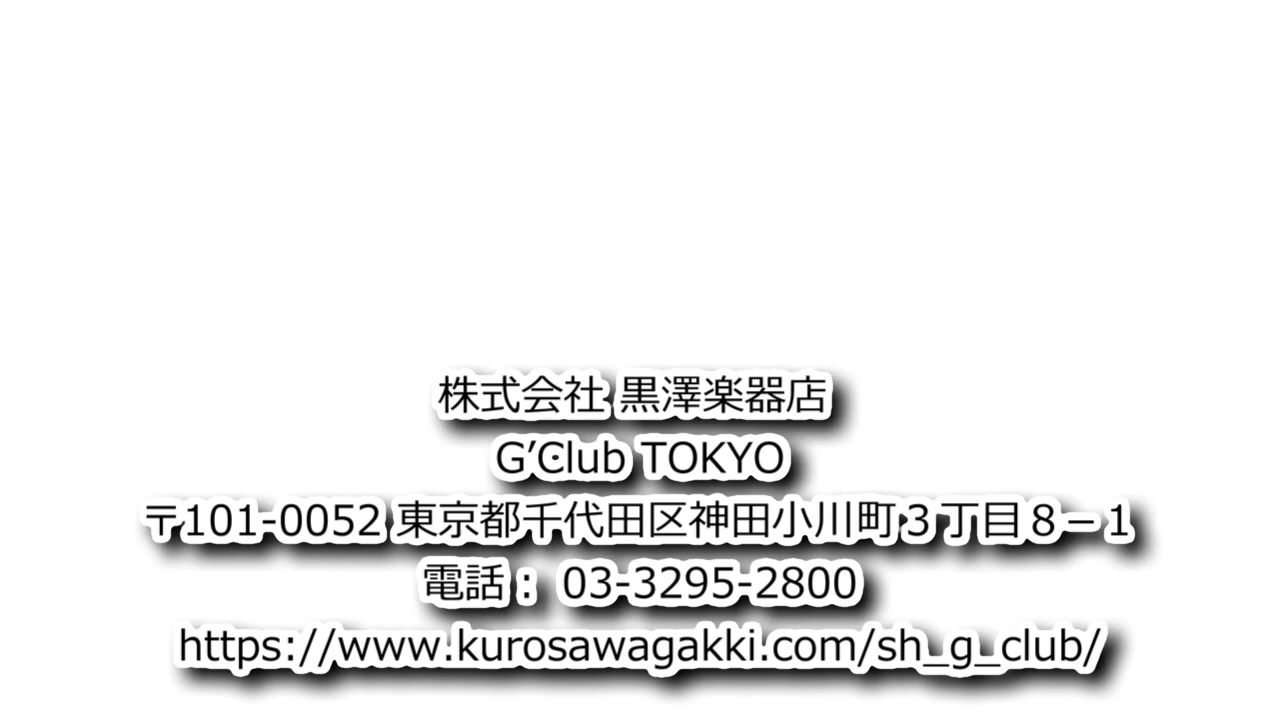 株式会社 黒澤楽器店
G’Club TOKYO
〒101-0052 東京都千代田区神田小川町３丁目８−１
電話： 03-3295-2800
https://www.kurosawagakki.com/sh_g_club/